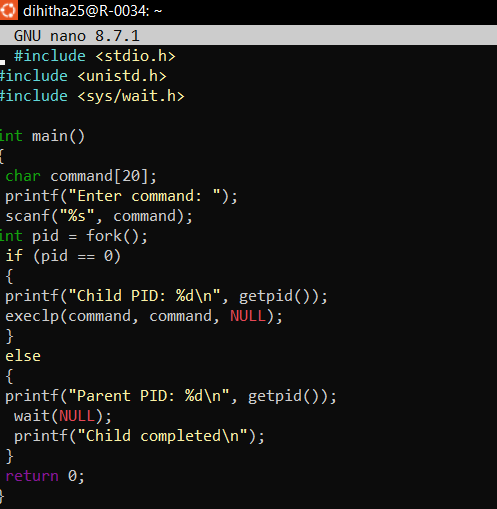 dihitha25@R-0034: ~
GNU nano 8.7.1
#include <stdio.h>
#include <unistd.h>
#include <sys/wait.h>
int main()
{
char command[20];
printf("Enter command: ");
scanf("%s", command);
int pid = fork();
if (pid == 0)
{
printf("Child PID: %d\n", getpid());
execlp(command, command, NULL);
}
else
{
printf("Parent PID: %d\n", getpid());
wait(NULL);
printf("Child completed\n");
}
return 0;
}